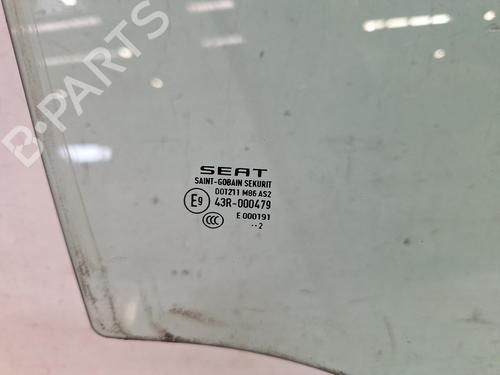 B-PARTS
SEAT
SAINT-GOBAIN SEKURIT
DOT211 M86 AS2
E9 43R-000479
CCC E 000191
··2